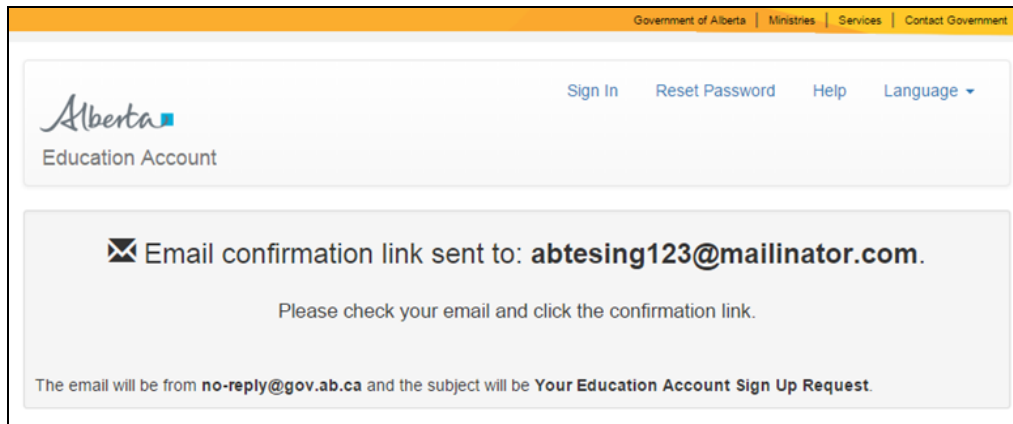 Government of Alberta | Ministries | Services | Contact Government
Sign In Reset Password Help Language
Alberta
Education Account
Email confirmation link sent to: abtesing123@mailinator.com.
Please check your email and click the confirmation link.
The email will be from no-reply@gov.ab.ca and the subject will be Your Education Account Sign Up Request.